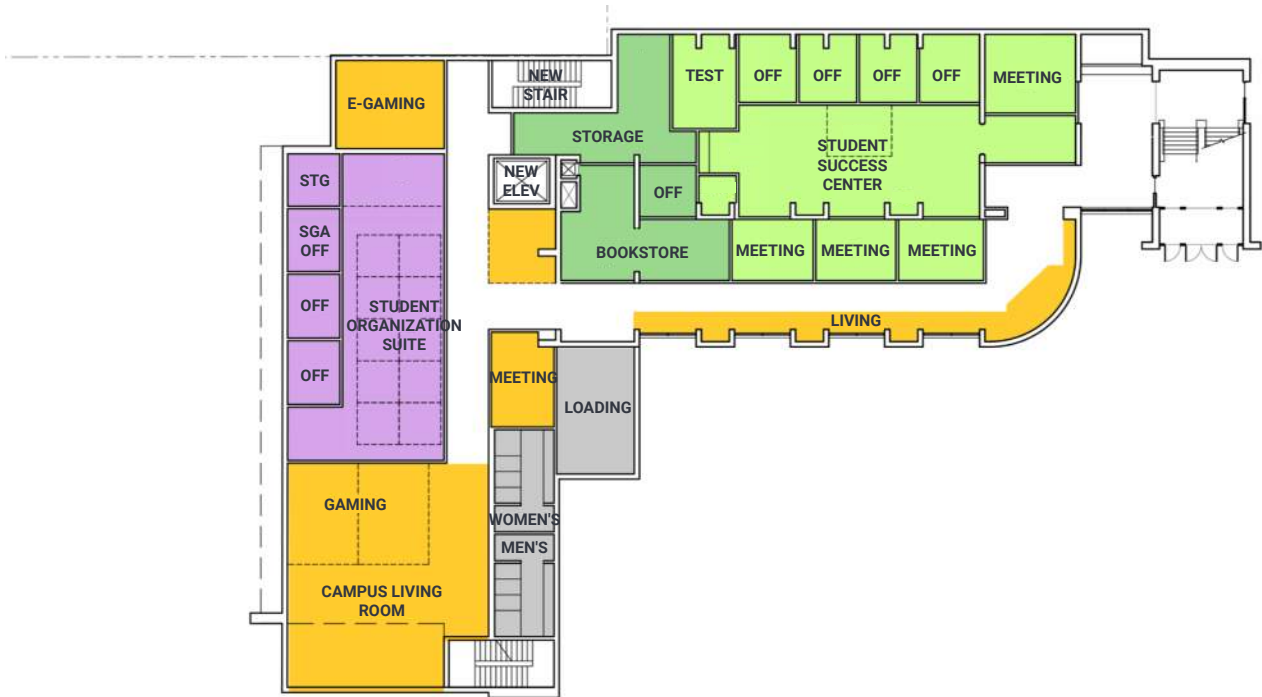 NEW
STAIR
TEST
OFF
OFF
OFF
OFF
MEETING
E-GAMING
STORAGE
STUDENT
SUCCESS
CENTER
STG
NEW
ELEV
OFF
SGA
OFF
BOOKSTORE
MEETING
MEETING
MEETING
OFF
STUDENT
ORGANIZATION
SUITE
LIVING
OFF
MEETING
LOADING
GAMING
WOMEN'S
MEN'S
CAMPUS LIVING
ROOM